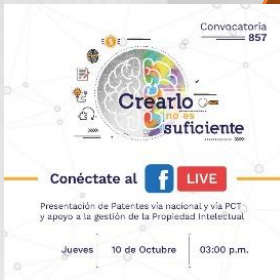 Convocatoria
857
Crearlo
no es
suficiente
Conéctate al f LIVE
Presentación de Patentes vía nacional y vía PCT
y apoyo a la gestión de la Propiedad Intelectual
Jueves 10 de Octubre 03:00 p.m.